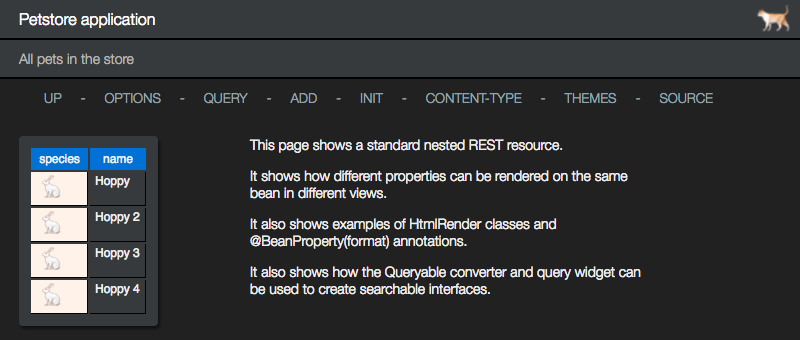 Petstore application
All pets in the store
UP - OPTIONS - QUERY - ADD - INIT - CONTENT-TYPE - THEMES - SOURCE
species name
Hoppy
Hoppy 2
Hoppy 3
Hoppy 4
This page shows a standard nested REST resource.
It shows how different properties can be rendered on the same
bean in different views.
It also shows examples of HtmlRender classes and
@BeanProperty(format) annotations.
It also shows how the Queryable converter and query widget can
be used to create searchable interfaces.